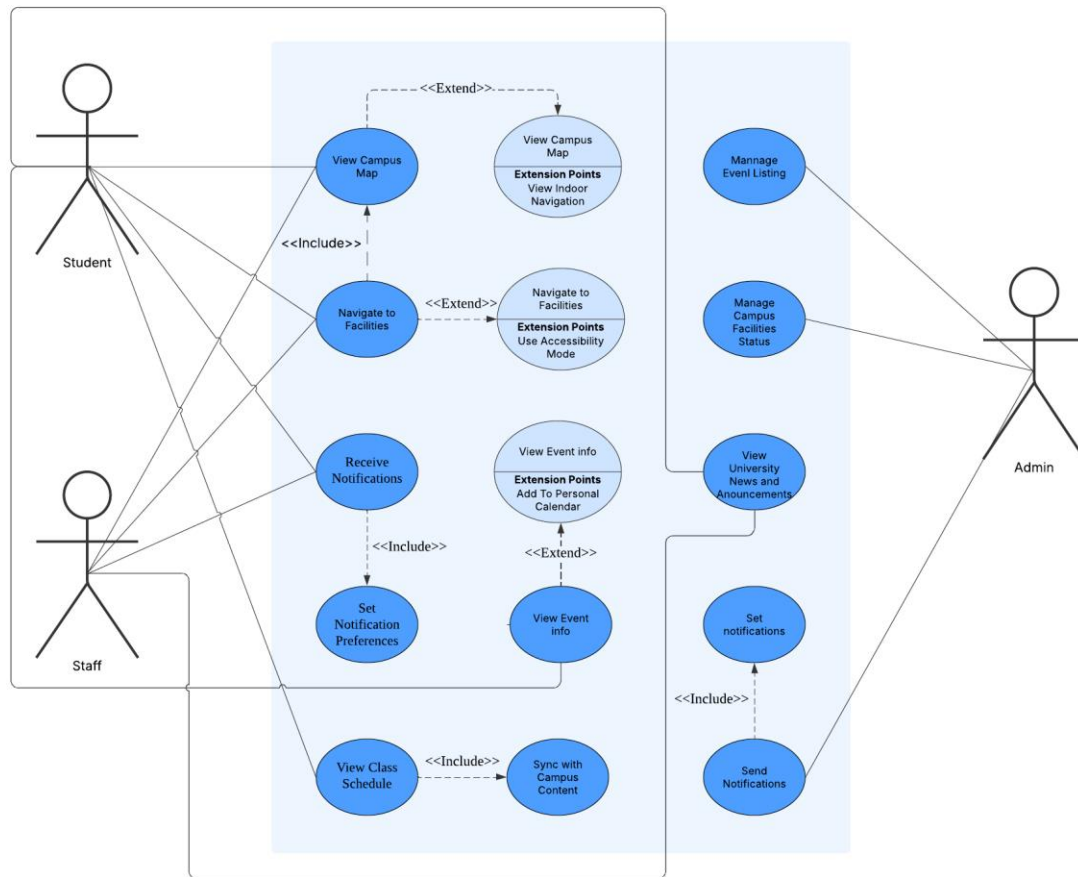 <<Extend>>
View Campus
Map
View Campus
Map
Extension Points
View Indoor
Navigation
Mannage
Evenl Listing
Student
<<Include>>
Navigate to
Facilities
<<Extend>>
Navigate to
Facilities
Extension Points
Use Accessibility
Mode
Manage
Campus
Facilities
Status
Admin
Receive
Notifications
View Event info
Extension Points
Add To Personal
Calendar
View
University
News and
Anouncements
<<Include>>
<<Extend>>
Set
Notification
Preferences
View Event
info
Set
notifications
Staff
<<Include>>
View Class
Schedule
<<Include>>
Sync with
Campus
Content
Send
Notifications